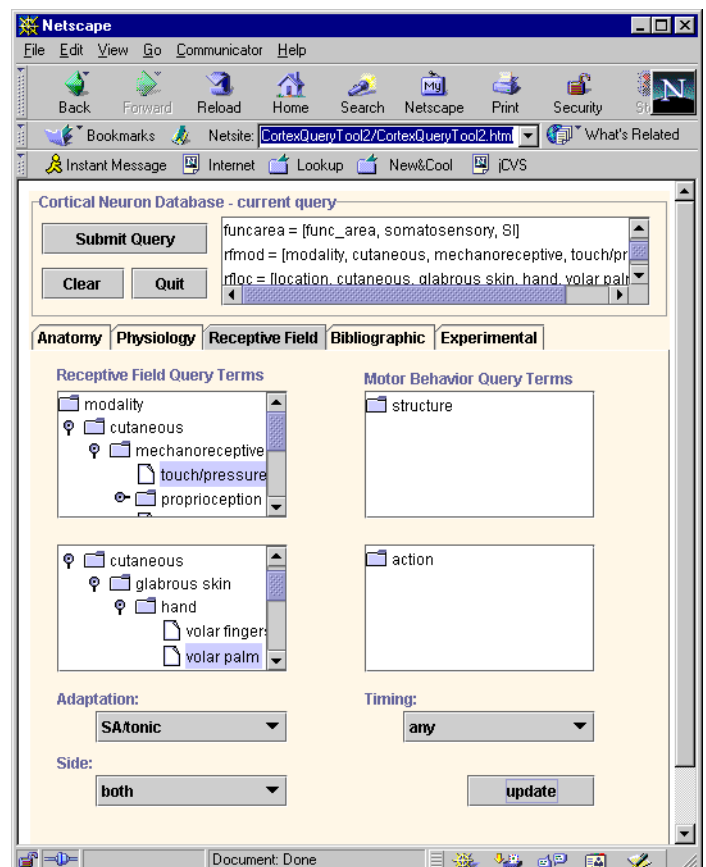 Netscape
File Edit View Go Communicator Help
Back Forward Reload Home Search Netscape Print Security
My
N
Bookmarks Netsite: CortexQueryTool2/CortexQueryTool2.htm What's Related
Instant Message Internet Lookup New&Cool jCVS
Cortical Neuron Database - current query
Submit Query
Clear Quit
funcarea = [func_area, somatosensory, SI]
rfmod = [modality, cutaneous, mechanoreceptive, touch/pr
rfloc = [location, cutaneous, glabrous skin, hand, volar palr
Anatomy Physiology Receptive Field Bibliographic Experimental
Receptive Field Query Terms Motor Behavior Query Terms
modality
cutaneous
mechanoreceptive
touch/pressure
proprioception
structure
cutaneous
glabrous skin
hand
volar fingers
volar palm
action
Adaptation: Timing:
SA/tonic any
Side:
both update
Document: Done